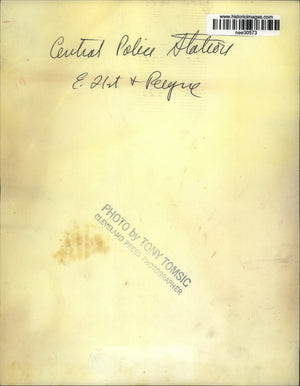 www.historicimages.com
nee30573
Central Police Station
E. 21st + Payne
PHOTO by TONY TOMSIC
CLEVELAND PRESS PHOTOGRAPHER